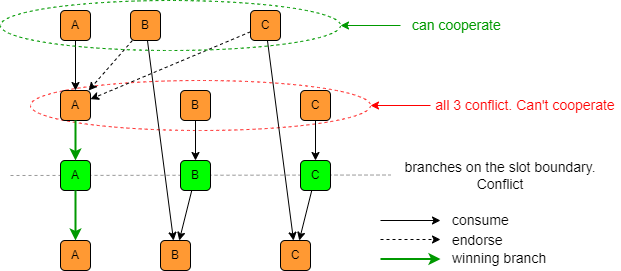 A B C can cooperate
A B C all 3 conflict. Can't cooperate
A B C branches on the slot boundary.
Conflict
consume
endorse
A B C winning branch